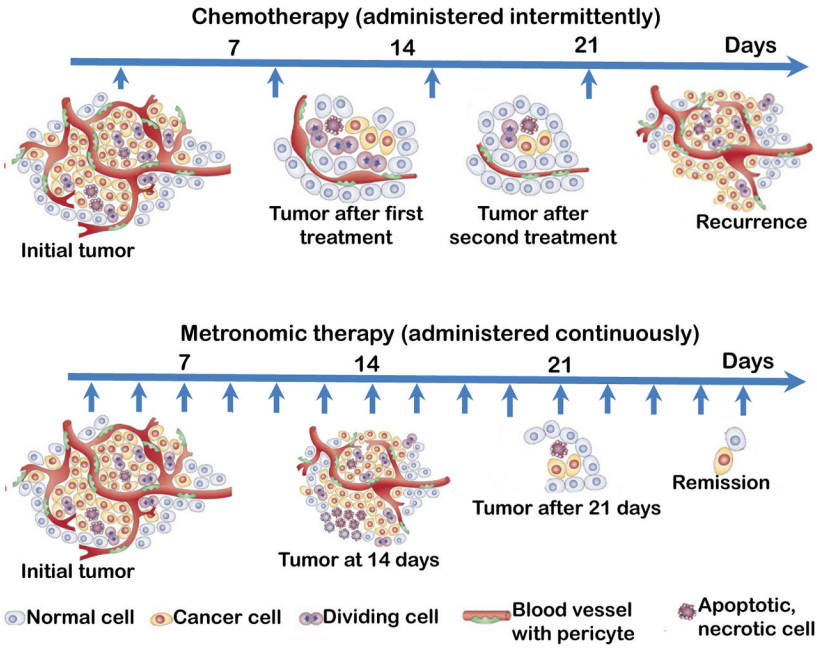 Chemotherapy (administered intermittently)
7 14 21 Days
Initial tumor
Tumor after first
treatment
Tumor after
second treatment
Recurrence
Metronomic therapy (administered continuously)
7 14 21 Days
Initial tumor
Tumor at 14 days
Tumor after 21 days
Remission
Normal cell
Cancer cell
Dividing cell
Blood vessel
with pericyte
Apoptotic,
necrotic cell